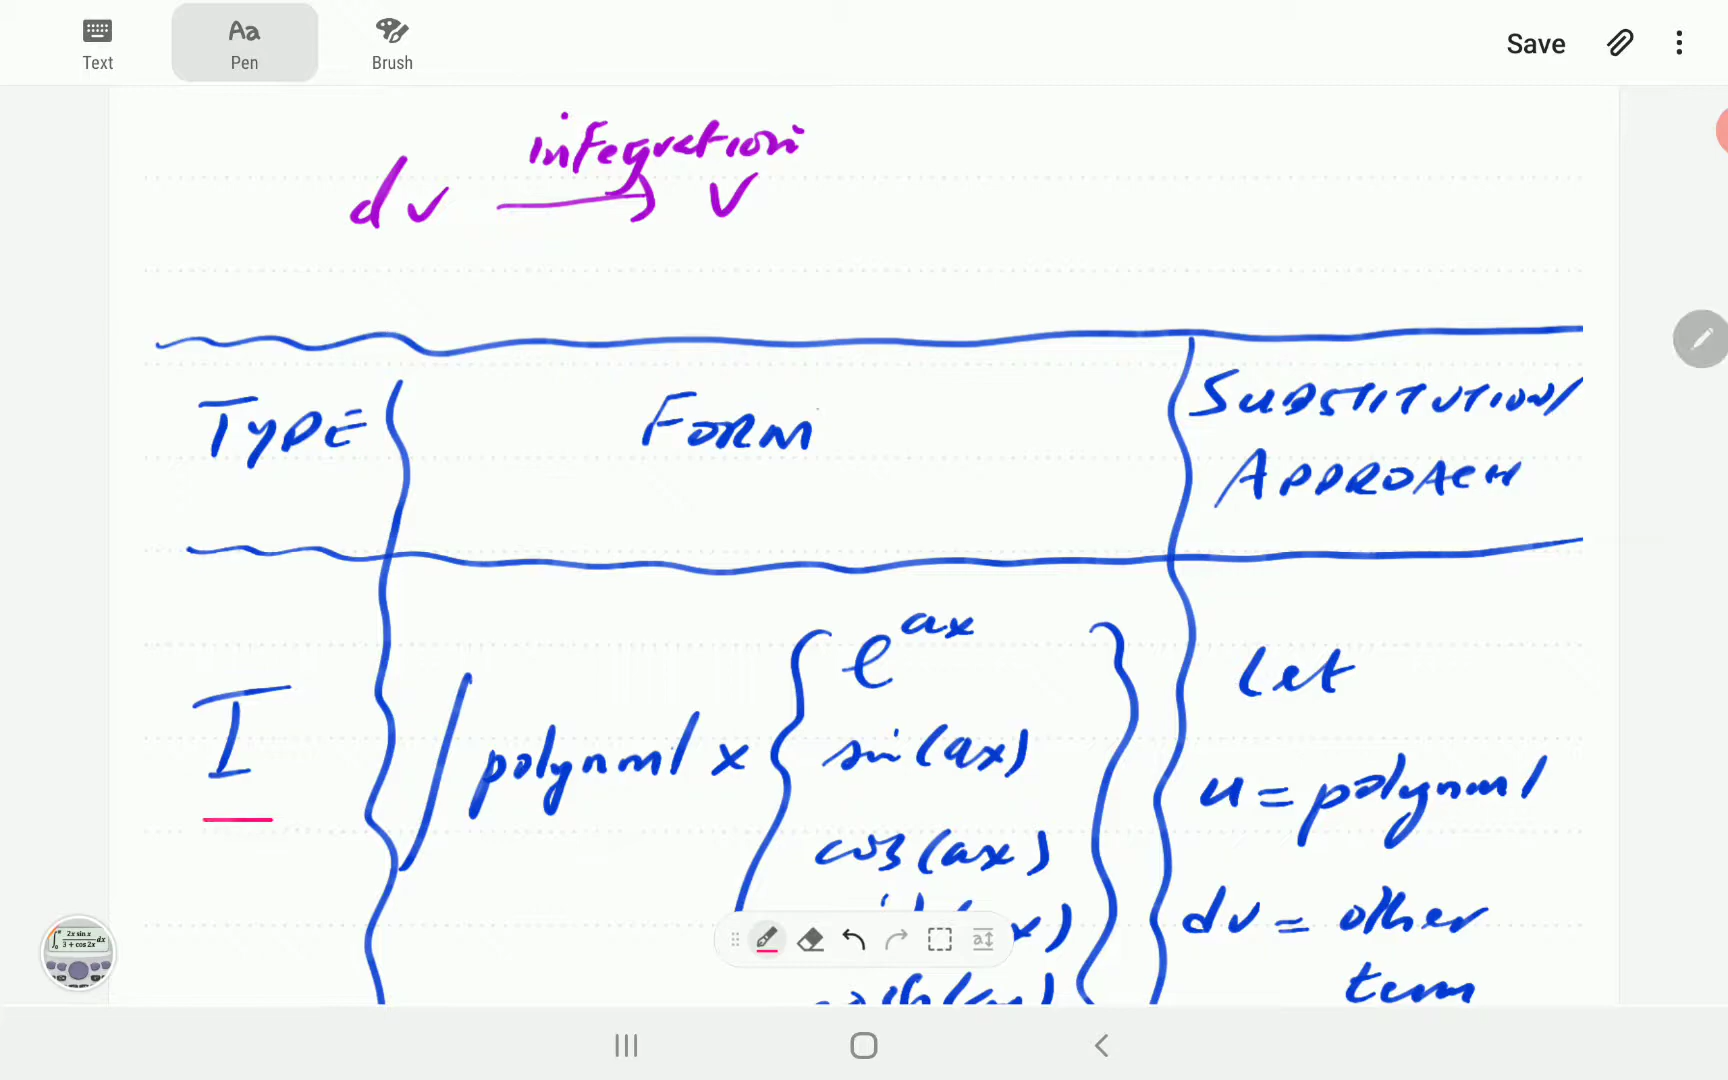 Text
Aa
Pen
Brush
Save
integration
dv → v
TYPE
FORM
SUBSTITUTION/
APPROACH
I
∫ polynml x { e^ax
sin(ax)
cos(ax)
Let
u = polynml
dv = other
term